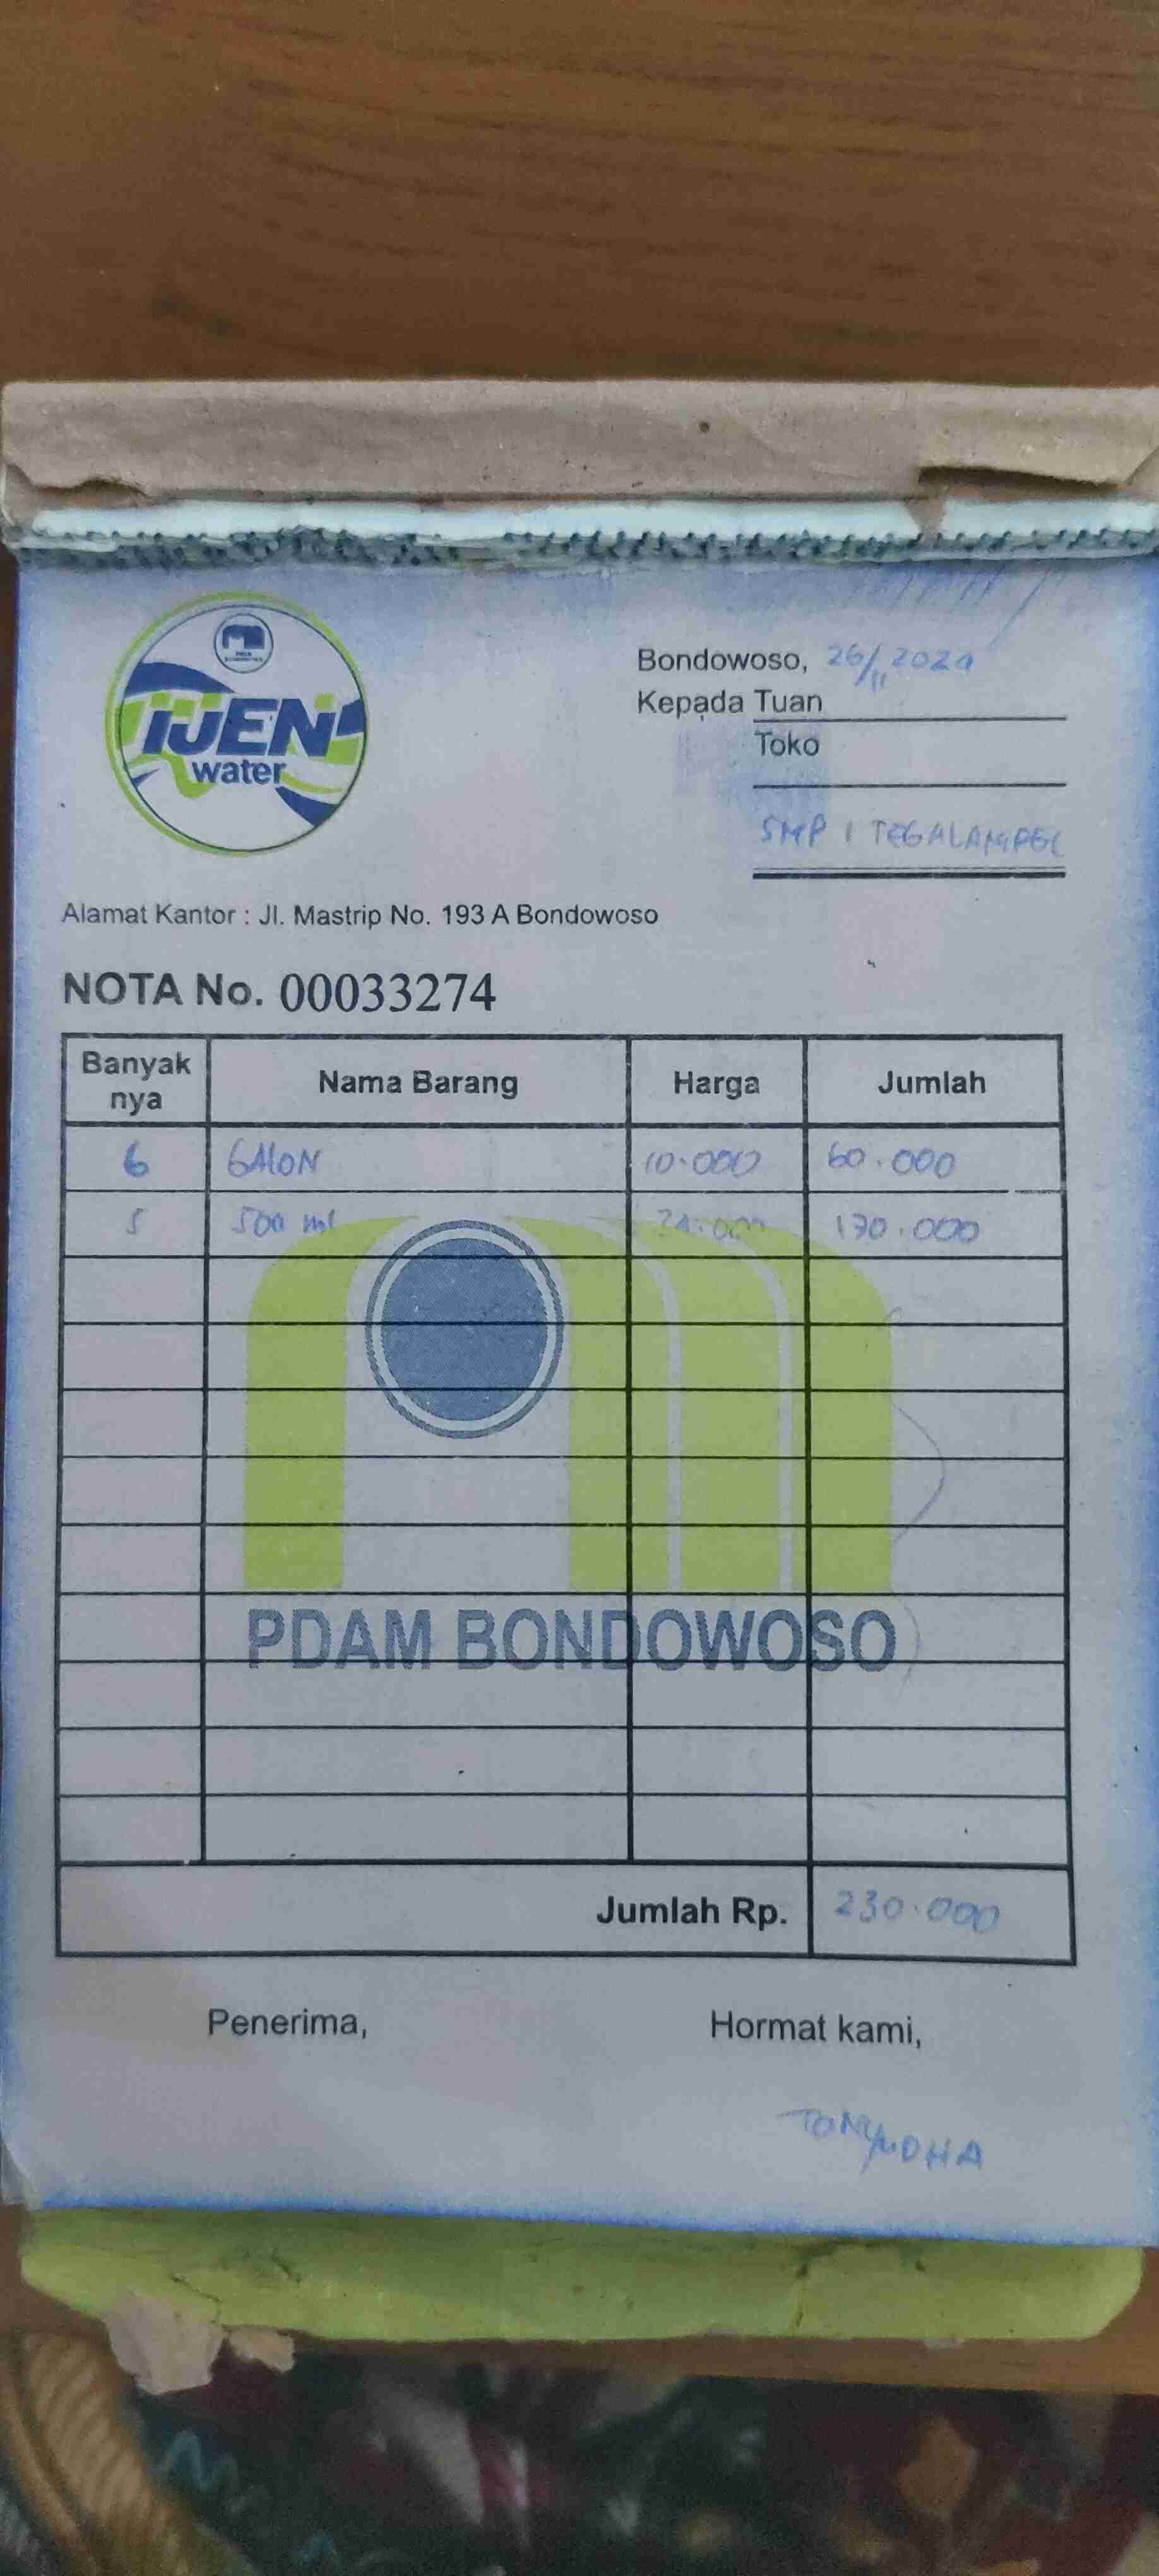 IJEN
water
Bondowoso, 26/11 2024
Kepada Tuan
Toko
SMP 1 TEGALAMPEL
Alamat Kantor : Jl. Mastrip No. 193 A Bondowoso
NOTA No. 00033274
Banyak nya Nama Barang Harga Jumlah
6 GALON 10.000 60.000
5 500 ml 34.000 170.000
PDAM BONDOWOSO
Jumlah Rp. 230.000
Penerima, Hormat kami,